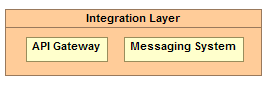 Integration Layer
API Gateway
Messaging System